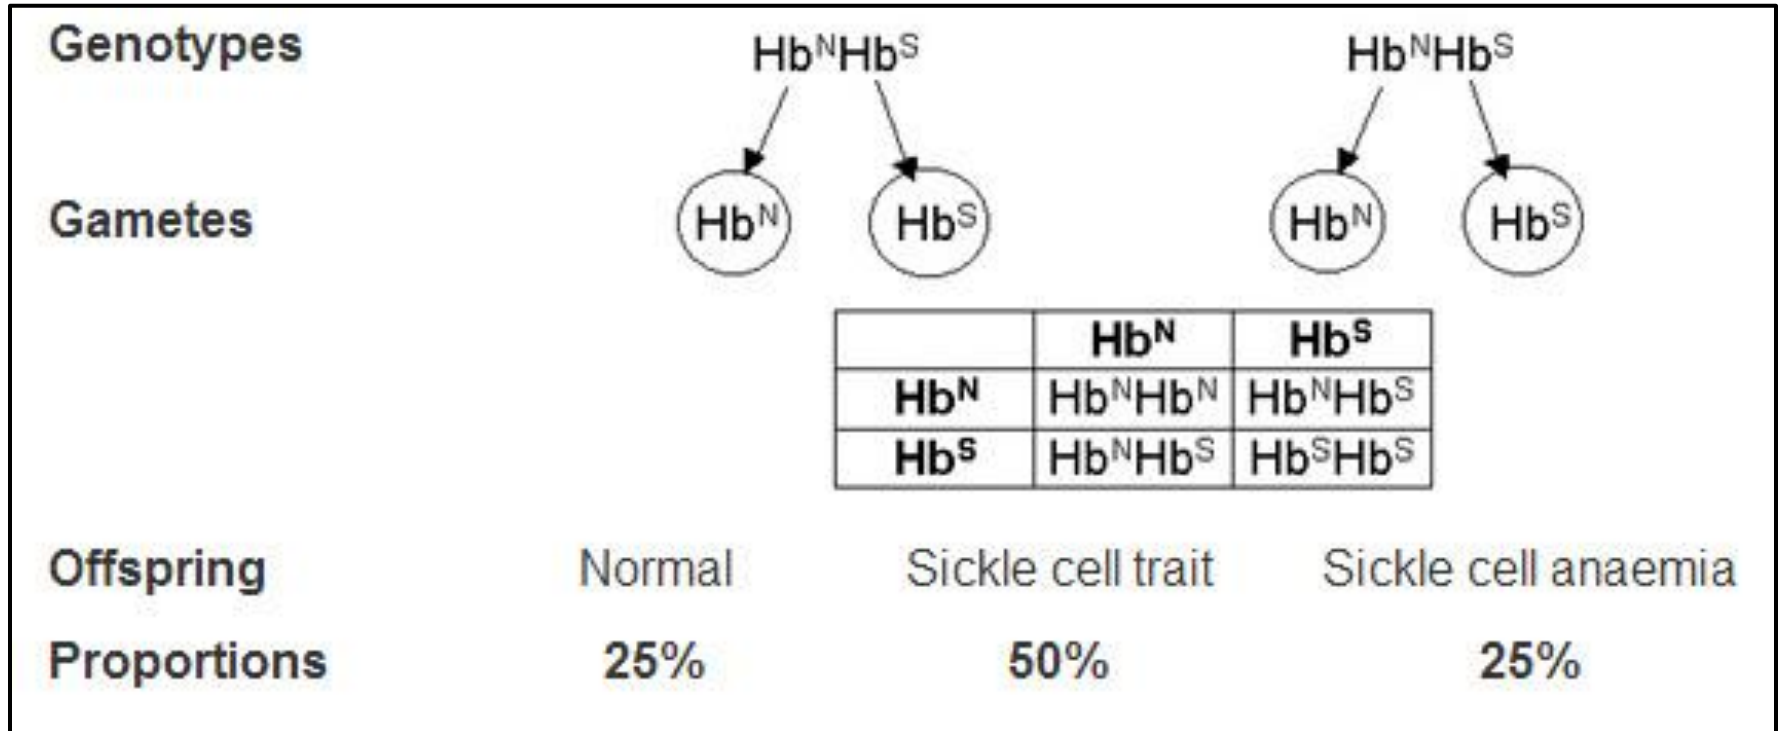 Genotypes HbᴺHbˢ HbᴺHbˢ
Gametes Hbᴺ Hbˢ Hbᴺ Hbˢ
Hbᴺ Hbˢ
Hbᴺ HbᴺHbᴺ HbᴺHbˢ
Hbˢ HbᴺHbˢ HbˢHbˢ
Offspring Normal Sickle cell trait Sickle cell anaemia
Proportions 25% 50% 25%